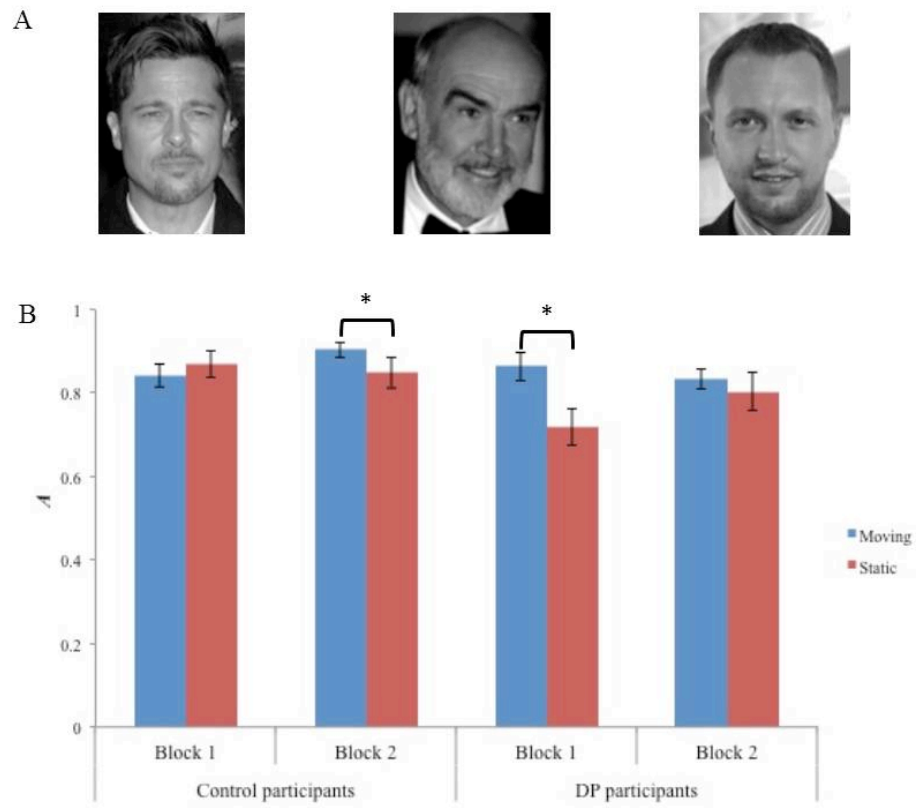 A
B
*
*
1
0.8
0.6
A
0.4
0.2
0
Moving
Static
Block 1
Block 2
Block 1
Block 2
Control participants
DP participants